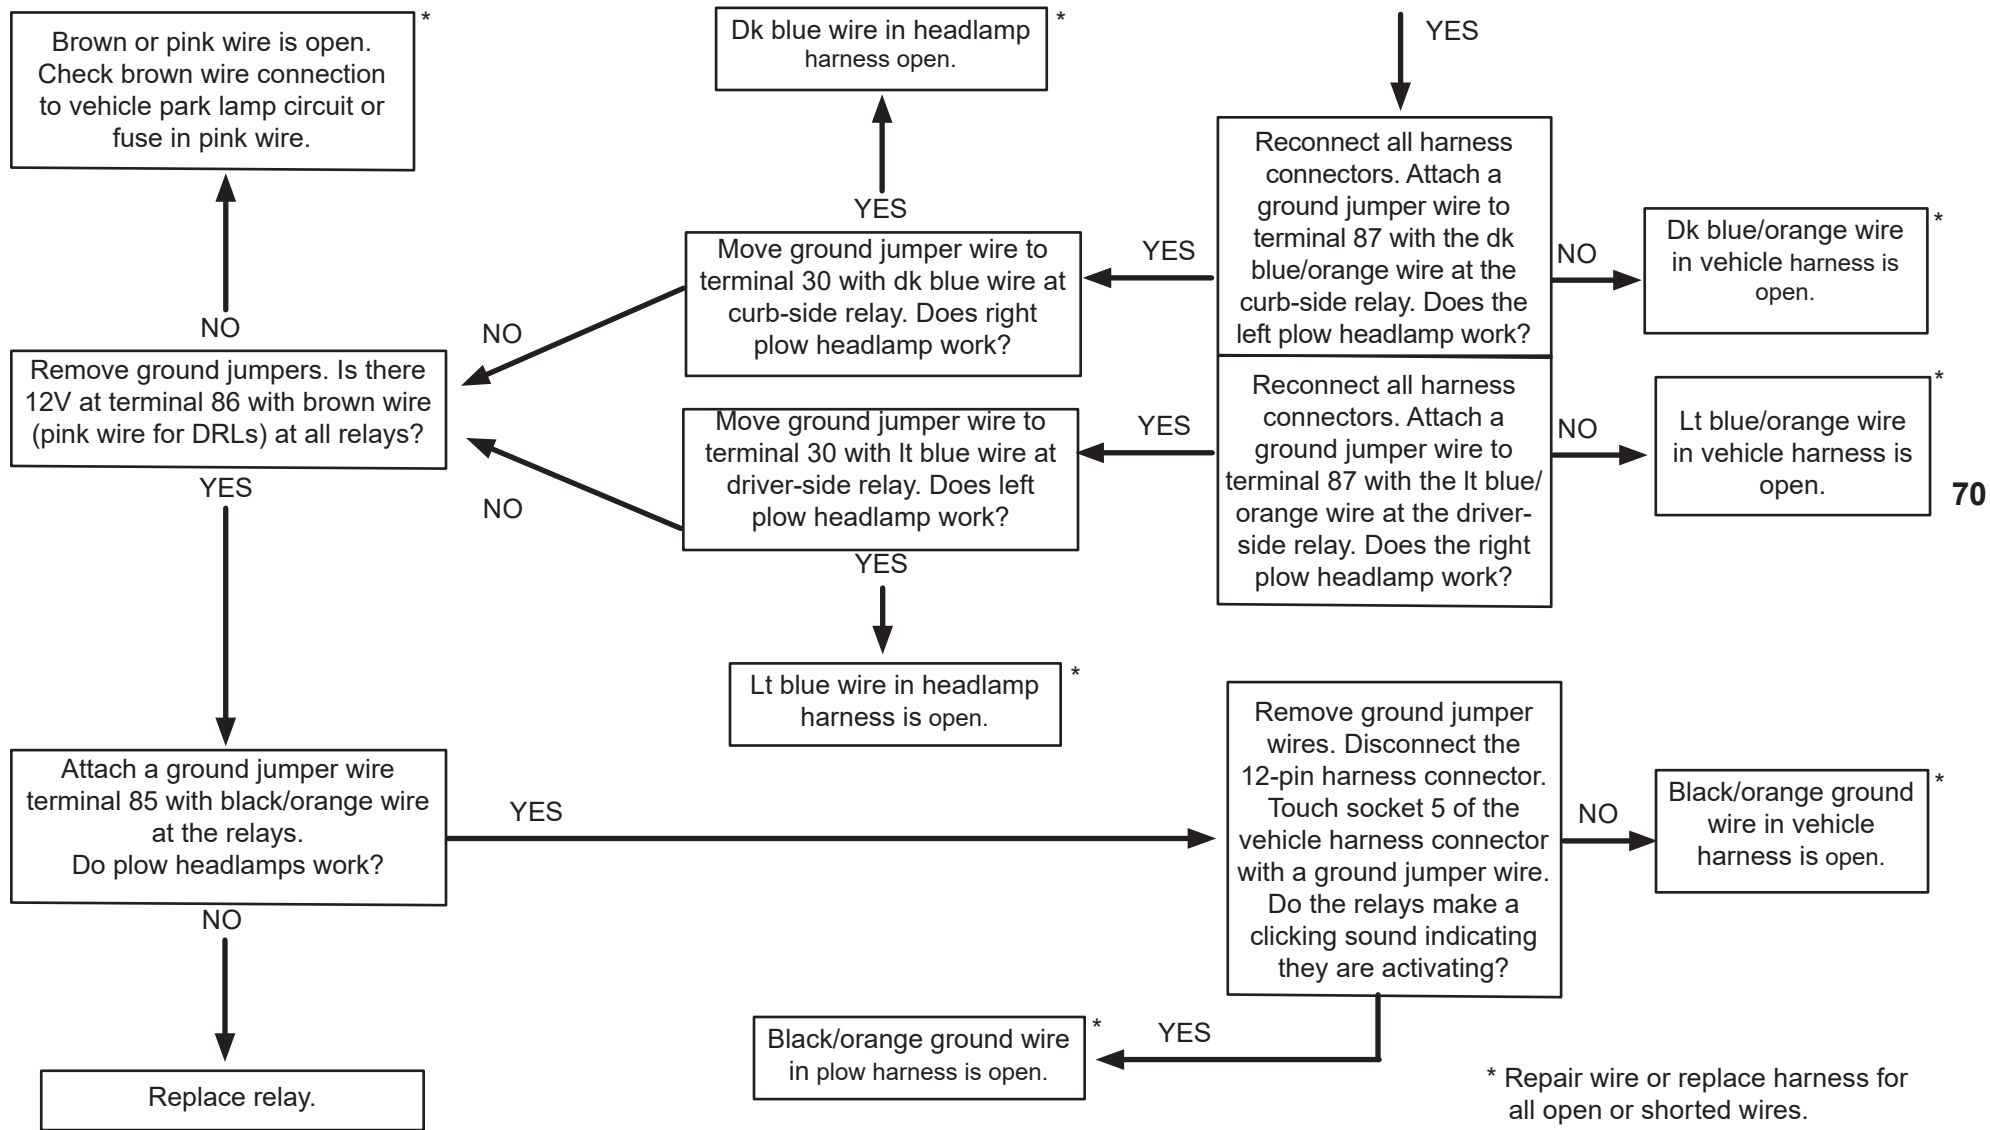 Brown or pink wire is open.
Check brown wire connection
to vehicle park lamp circuit or
fuse in pink wire.
*
Dk blue wire in headlamp
harness open.
*
YES
YES
Reconnect all harness
connectors. Attach a
ground jumper wire to
terminal 87 with the dk
blue/orange wire at the
curb-side relay. Does the
left plow headlamp work?
NO
Dk blue/orange wire
in vehicle harness is
open.
*
YES
Move ground jumper wire to
terminal 30 with dk blue wire at
curb-side relay. Does right
plow headlamp work?
NO
NO
Remove ground jumpers. Is there
12V at terminal 86 with brown wire
(pink wire for DRLs) at all relays?
Reconnect all harness
connectors. Attach a
ground jumper wire to
terminal 87 with the lt blue/
orange wire at the driver-
side relay. Does the right
plow headlamp work?
NO
Lt blue/orange wire
in vehicle harness is
open.
*
70
YES
Move ground jumper wire to
terminal 30 with lt blue wire at
driver-side relay. Does left
plow headlamp work?
NO
YES
YES
Lt blue wire in headlamp
harness is open.
*
Attach a ground jumper wire
terminal 85 with black/orange wire
at the relays.
Do plow headlamps work?
YES
Remove ground jumper
wires. Disconnect the
12-pin harness connector.
Touch socket 5 of the
vehicle harness connector
with a ground jumper wire.
Do the relays make a
clicking sound indicating
they are activating?
NO
Black/orange ground
wire in vehicle
harness is open.
*
NO
Replace relay.
YES
Black/orange ground wire
in plow harness is open.
*
* Repair wire or replace harness for
all open or shorted wires.